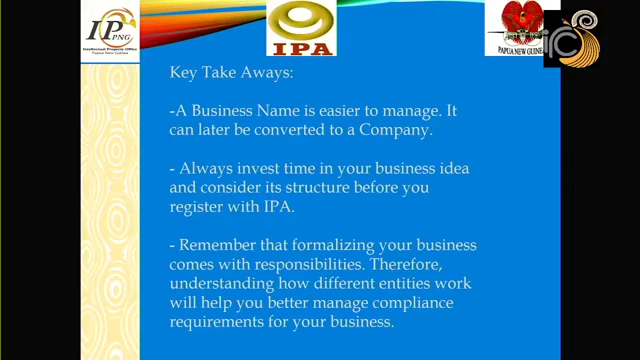 IP
PNG
Intellectual Property Office
Papua New Guinea
IPA
PAPUA NEW GUINEA
Key Take Aways:
-A Business Name is easier to manage. It
can later be converted to a Company.
- Always invest time in your business idea
and consider its structure before you
register with IPA.
- Remember that formalizing your business
comes with responsibilities. Therefore,
understanding how different entities work
will help you better manage compliance
requirements for your business.